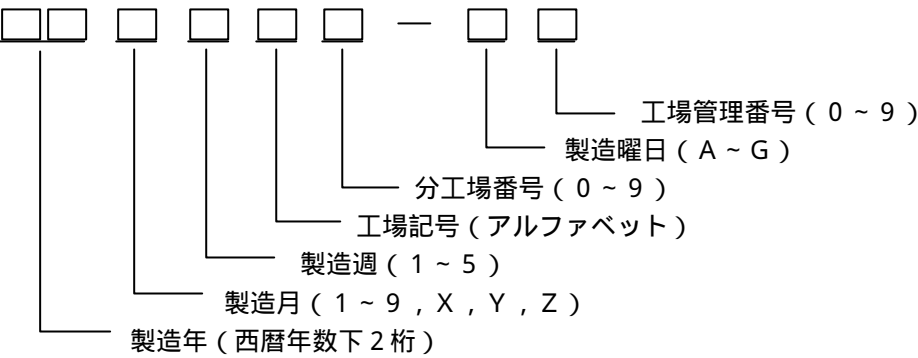 □□ □ □ □ □ — □ □
工場管理番号(0~9)
製造曜日(A~G)
分工場番号(0~9)
工場記号(アルファベット)
製造週(1~5)
製造月(1~9,X,Y,Z)
製造年(西暦年数下2桁)